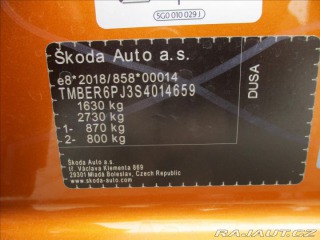 5G0 010 029 J
Škoda Auto a.s.
e8*2018/858*00014
TMBER6PJ3S4014659
1630 kg
2730 kg
1- 870 kg
2- 800 kg
DUSA
Škoda Auto a.s.
tř. Václava Klementa 869
29301 Mladá Boleslav, Czech Republic
www.skoda-auto.com
RAJAUT.CZ